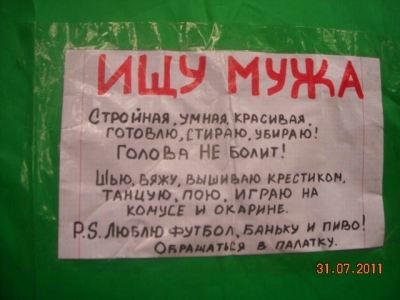 ИЩУ МУЖА
СТРОЙНАЯ, УМНАЯ, КРАСИВАЯ,
ГОТОВЛЮ, СТИРАЮ, УБИРАЮ!
ГОЛОВА НЕ БОЛИТ!
ШЬЮ, ВЯЖУ, ВЫШИВАЮ КРЕСТИКОМ,
ТАНЦУЮ, ПОЮ, ИГРАЮ НА
КОМУСЕ И ОКАРИНЕ.
P.S. ЛЮБЛЮ ФУТБОЛ, БАНЬКУ И ПИВО!
ОБРАЩАТЬСЯ В ПАЛАТКУ.
31.07.2011